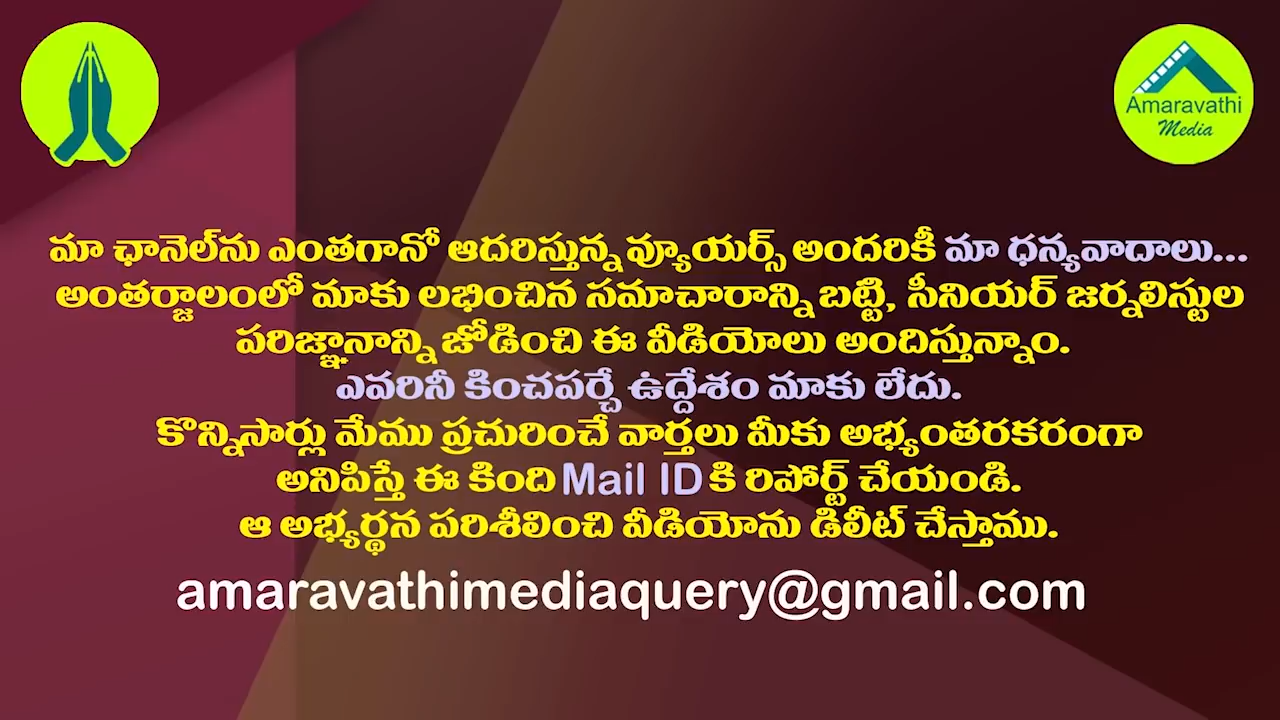 Amaravathi
Media
మా ఛానెల్‌ను ఎంతగానో ఆదరిస్తున్న వ్యూయర్స్ అందరికీ మా ధన్యవాదాలు...
అంతర్జాలంలో మాకు లభించిన సమాచారాన్ని బట్టి, సీనియర్ జర్నలిస్టుల
పరిజ్ఞానాన్ని జోడించి ఈ వీడియోలు అందిస్తున్నాం.
ఎవరినీ కించపర్చే ఉద్దేశం మాకు లేదు.
కొన్నిసార్లు మేము ప్రచురించే వార్తలు మీకు అభ్యంతరకరంగా
అనిపిస్తే ఈ కింది Mail ID కి రిపోర్ట్ చేయండి.
ఆ అభ్యర్థన పరిశీలించి వీడియోను డిలీట్ చేస్తాము.
amaravathimediaquery@gmail.com